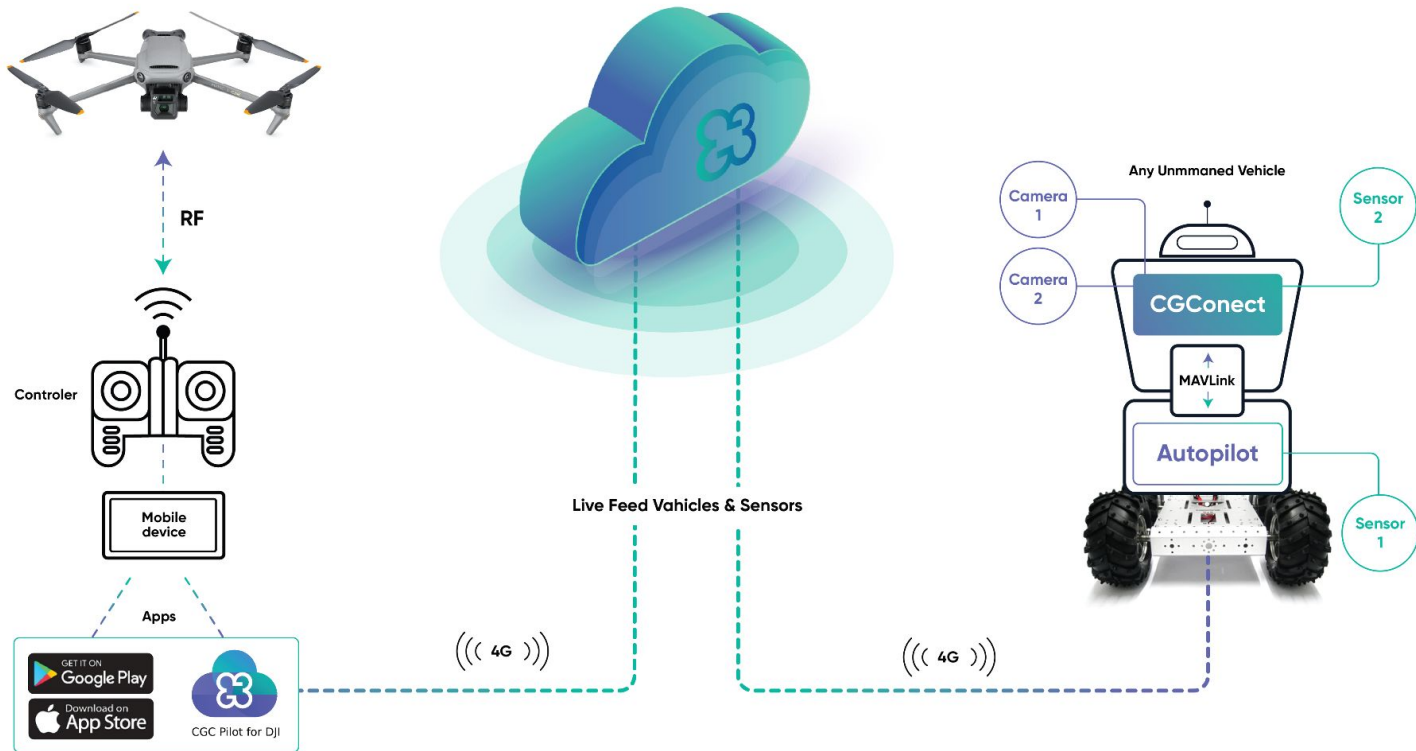 RF
Controler
Mobile
device
Apps
GET IT ON
Google Play
Download on
App Store
CGC Pilot for DJI
4G
Live Feed Vahicles & Sensors
4G
Any Unmmaned Vehicle
Camera
1
Camera
2
Sensor
2
CGConect
MAVLink
Autopilot
Sensor
1